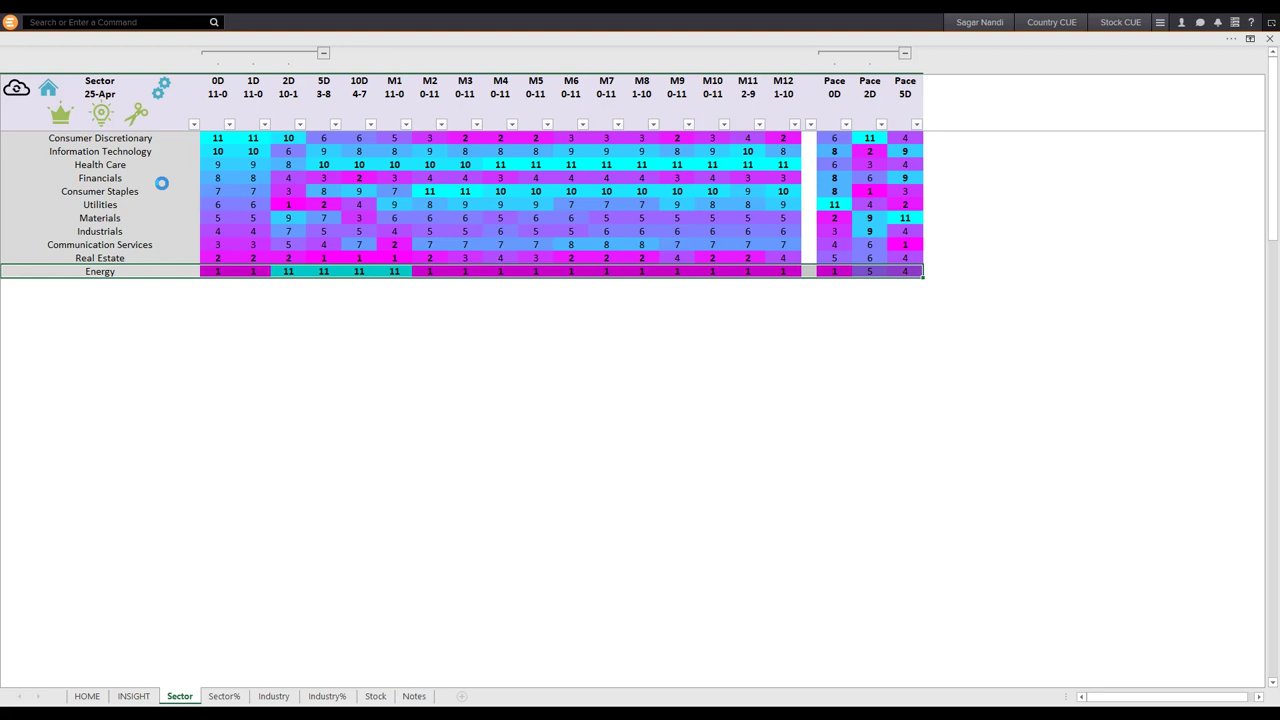 Search or Enter a Command Sagar Nandi Country CUE Stock CUE
Sector 0D 1D 2D 5D 10D M1 M2 M3 M4 M5 M6 M7 M8 M9 M10 M11 M12 Pace Pace Pace
25-Apr 11-0 11-0 10-1 3-8 4-7 11-0 0-11 0-11 0-11 0-11 0-11 0-11 1-10 0-11 0-11 2-9 1-10 0D 2D 5D
Consumer Discretionary 11 11 10 6 6 5 3 2 2 2 3 3 3 2 3 4 2 6 11 4
Information Technology 10 10 6 9 8 8 9 8 8 8 9 9 9 8 9 10 8 8 2 9
Health Care 9 9 8 10 10 10 10 10 11 11 11 11 11 11 11 11 11 6 3 4
Financials 8 8 4 3 2 3 4 4 3 4 4 4 4 3 4 3 3 8 6 9
Consumer Staples 7 7 3 8 9 7 11 11 10 10 10 10 10 10 10 9 10 8 1 3
Utilities 6 6 1 2 4 9 8 9 9 9 7 7 7 9 8 8 9 11 4 2
Materials 5 5 9 7 3 6 6 6 5 6 6 5 5 5 5 5 5 2 9 11
Industrials 4 4 7 5 5 4 5 5 6 5 5 6 6 6 6 6 6 3 9 4
Communication Services 3 3 5 4 7 2 7 7 7 7 8 8 8 7 7 7 7 4 6 1
Real Estate 2 2 2 1 1 1 2 3 4 3 2 2 2 4 2 2 4 5 6 4
Energy 1 1 11 11 11 11 1 1 1 1 1 1 1 1 1 1 1 1 5 4
HOME INSIGHT Sector Sector% Industry Industry% Stock Notes